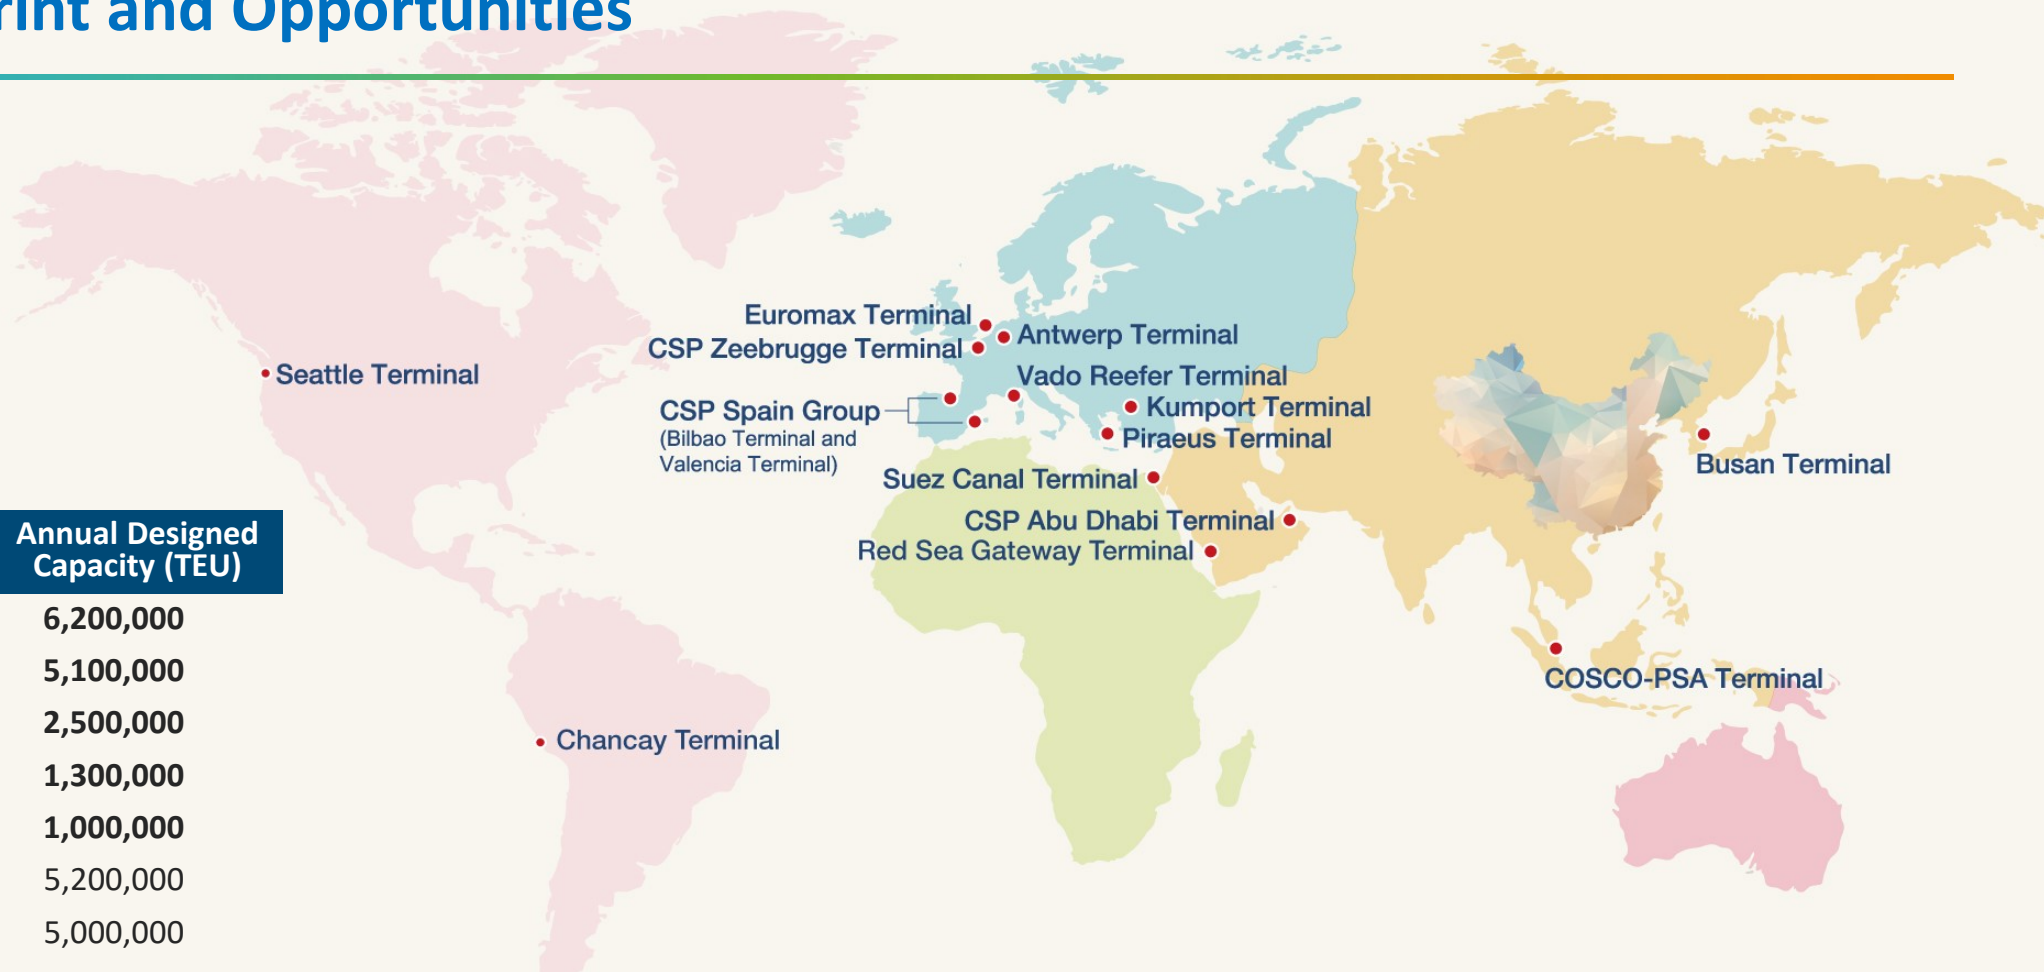 and Opportunities
Euromax Terminal
Antwerp Terminal
CSP Zeebrugge Terminal
Seattle Terminal
Vado Reefer Terminal
CSP Spain Group
(Bilbao Terminal and
Valencia Terminal)
Kumport Terminal
Piraeus Terminal
Busan Terminal
Suez Canal Terminal
CSP Abu Dhabi Terminal
Red Sea Gateway Terminal
COSCO-PSA Terminal
Chancay Terminal
Annual Designed
Capacity (TEU)
6,200,000
5,100,000
2,500,000
1,300,000
1,000,000
5,200,000
5,000,000